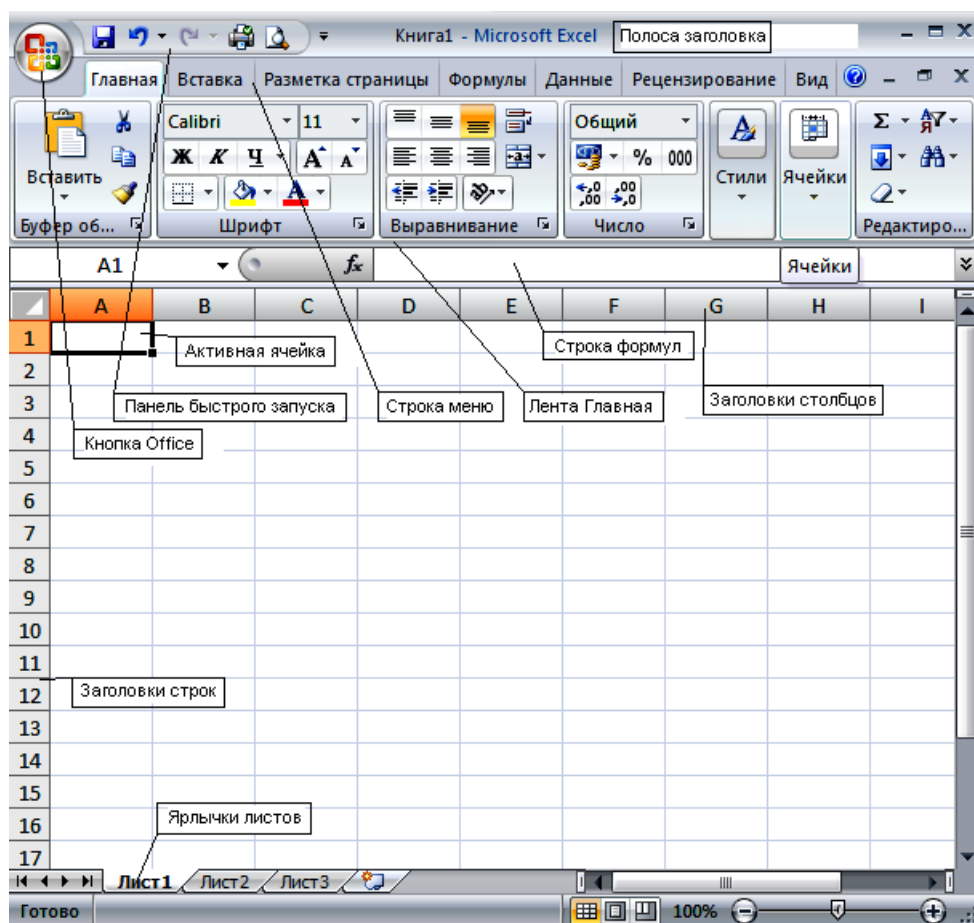 Книга1 - Microsoft Excel Полоса заголовка
Главная Вставка Разметка страницы Формулы Данные Рецензирование Вид
Calibri 11 Общий
Ж К Ч А А % 000 Стили Ячейки
Вставить
Буфер об... Шрифт Выравнивание Число Редактиро...
A1 fx Ячейки
A B C D E F G H I
1
Активная ячейка Строка формул
2
3 Панель быстрого запуска Строка меню Лента Главная Заголовки столбцов
4 Кнопка Office
5
6
7
8
9
10
11
12 Заголовки строк
13
14
15
16 Ярлычки листов
17
Лист1 Лист2 Лист3
Готово 100%